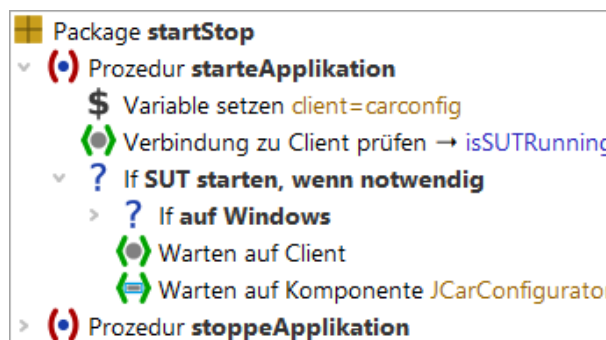 Package startStop
Prozedur starteApplikation
$ Variable setzen client=carconfig
Verbindung zu Client prüfen → isSUTRunning
? If SUT starten, wenn notwendig
? If auf Windows
Warten auf Client
Warten auf Komponente JCarConfigurator
Prozedur stoppeApplikation